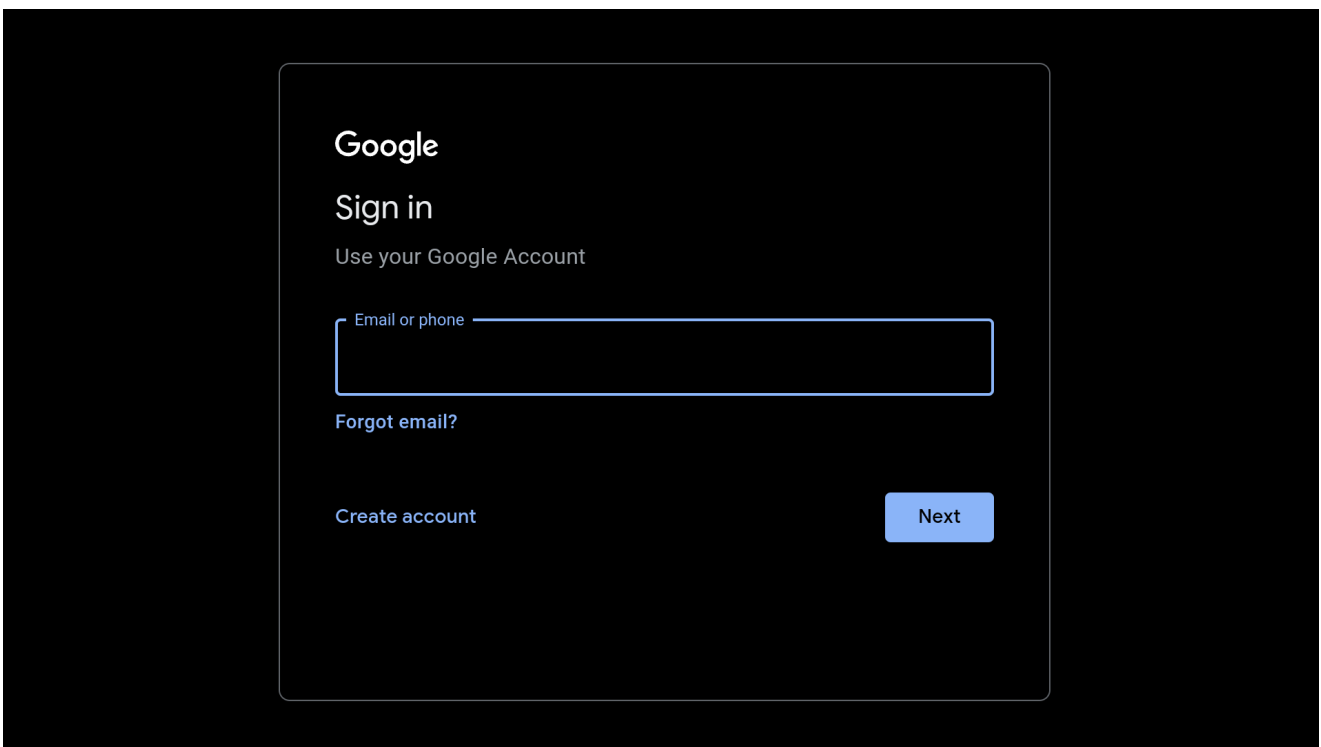 Google
Sign in
Use your Google Account
Email or phone
Forgot email?
Create account
Next